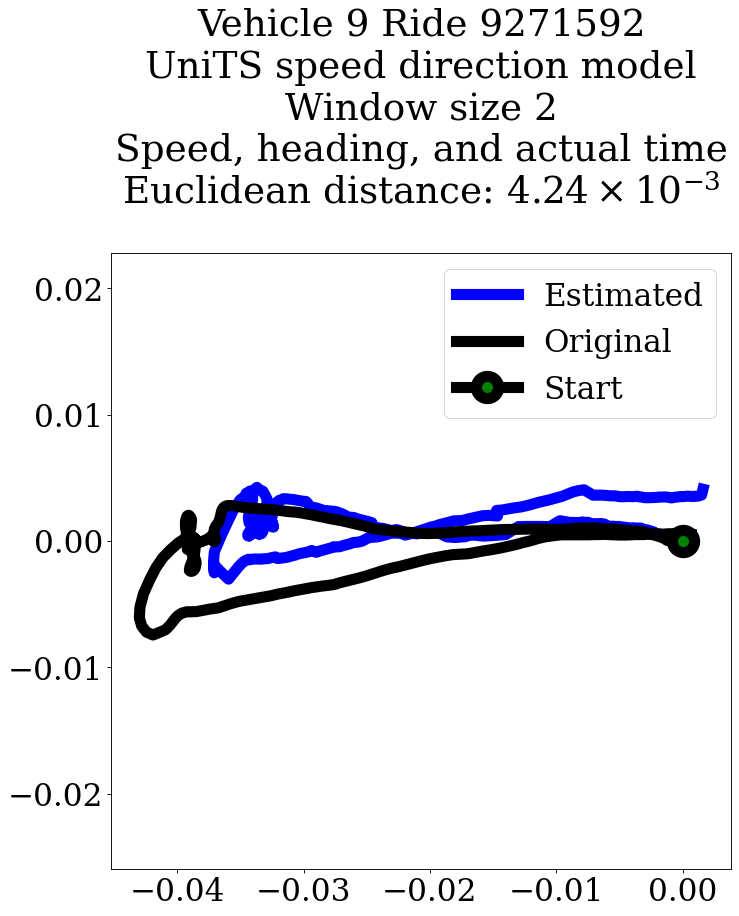 Vehicle 9 Ride 9271592
UniTS speed direction model
Window size 2
Speed, heading, and actual time
Euclidean distance: 4.24 × 10⁻³
Estimated
Original
Start
0.02
0.01
0.00
−0.01
−0.02
−0.04
−0.03
−0.02
−0.01
0.00